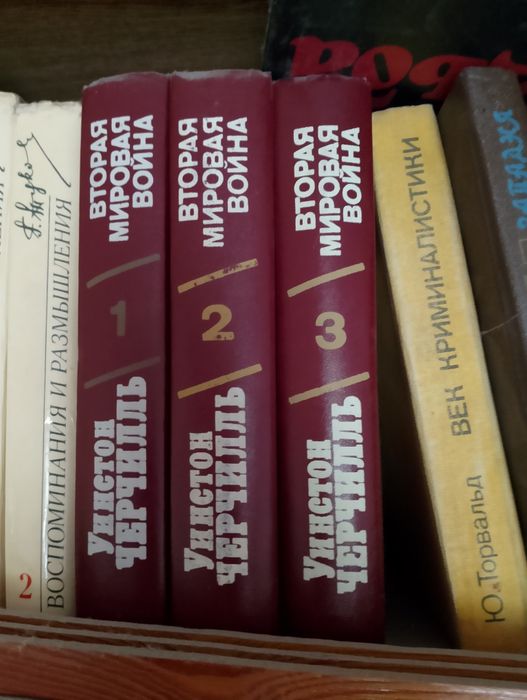 ВОСПОМИНАНИЯ И РАЗМЫШЛЕНИЯ
2
ВТОРАЯ
МИРОВАЯ
ВОЙНА
1
Уинстон
ЧЕРЧИЛЛЬ
ВТОРАЯ
МИРОВАЯ
ВОЙНА
2
Уинстон
ЧЕРЧИЛЛЬ
ВТОРАЯ
МИРОВАЯ
ВОЙНА
3
Уинстон
ЧЕРЧИЛЛЬ
Ю. Торвальд ВЕК КРИМИНАЛИСТИКИ